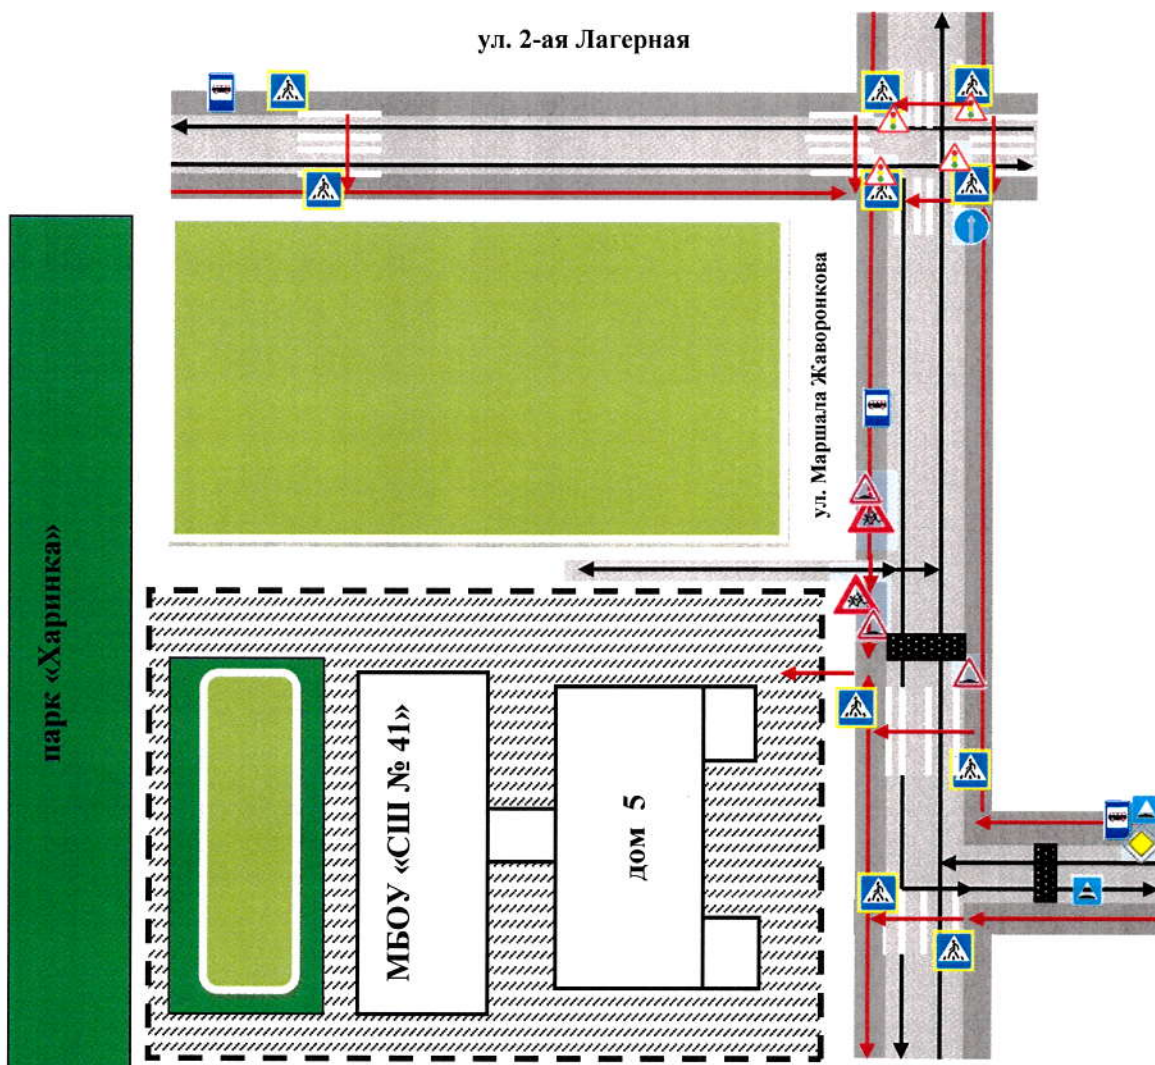 ул. 2-ая Лагерная
ул. Маршала Жаворонкова
парк «Харинка»
МБОУ «СШ № 41»
дом 5